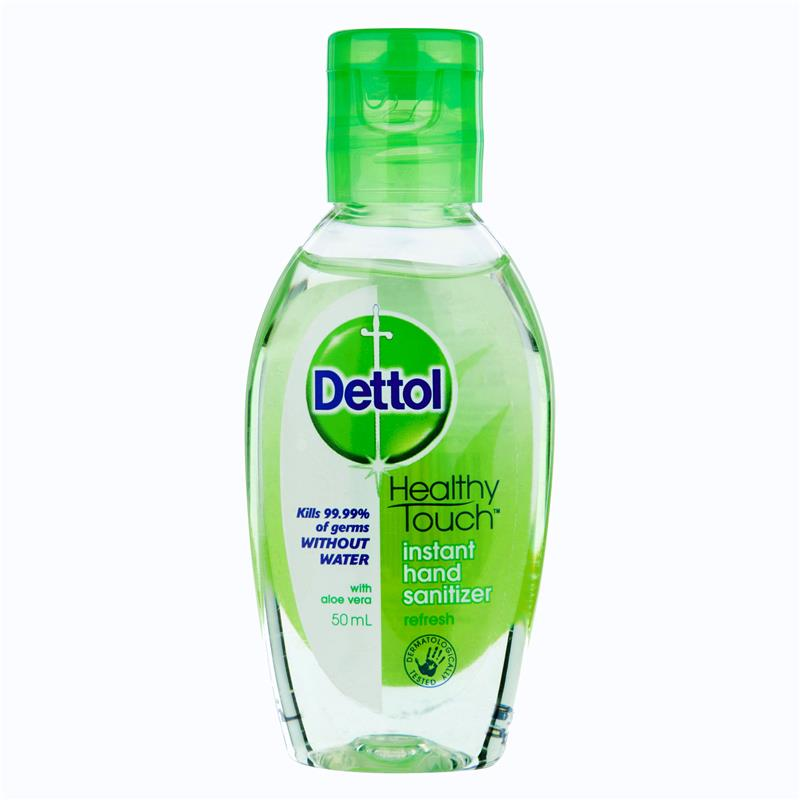 Dettol
Healthy
Touch™
Kills 99.99%
of germs
WITHOUT
WATER
instant
hand
sanitizer
with
aloe vera
50 mL
refresh
DERMATOLOGICALLY
TESTED